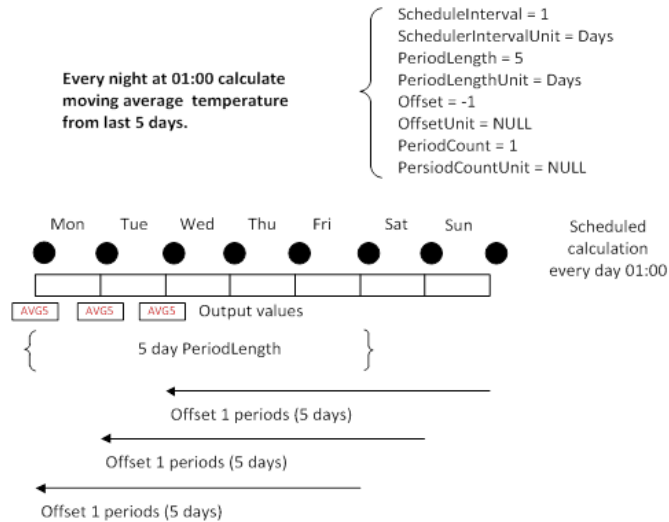 ScheduleInterval = 1
SchedulerIntervalUnit = Days
PeriodLength = 5
PeriodLengthUnit = Days
Offset = -1
OffsetUnit = NULL
PeriodCount = 1
PersiodCountUnit = NULL
Every night at 01:00 calculate
moving average temperature
from last 5 days.
Mon Tue Wed Thu Fri Sat Sun
Scheduled
calculation
every day 01:00
AVG5 AVG5 AVG5 Output values
5 day PeriodLength
Offset 1 periods (5 days)
Offset 1 periods (5 days)
Offset 1 periods (5 days)